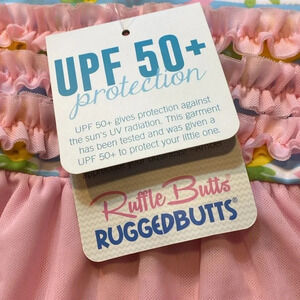 UPF 50+
protection
UPF 50+ gives protection against
the sun's UV radiation. This garment
has been tested and was given a
UPF 50+ to protect your little one.
RuffleButts®
RUGGEDBUTTS®